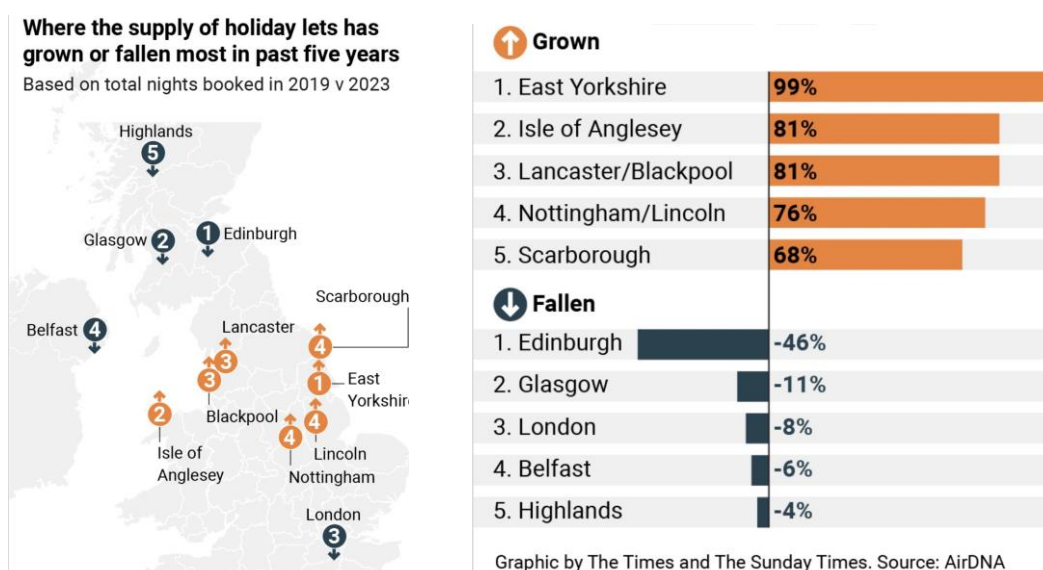 Where the supply of holiday lets has
grown or fallen most in past five years
Based on total nights booked in 2019 v 2023
Highlands
5
Glasgow
2
1
Edinburgh
Scarborough
4
Belfast
4
Lancaster
3
3
Blackpool
1
East
Yorkshire
2
Isle of
Anglesey
4
Lincoln
4
Nottingham
London
3
Grown
1. East Yorkshire 99%
2. Isle of Anglesey 81%
3. Lancaster/Blackpool 81%
4. Nottingham/Lincoln 76%
5. Scarborough 68%
Fallen
1. Edinburgh -46%
2. Glasgow -11%
3. London -8%
4. Belfast -6%
5. Highlands -4%
Graphic by The Times and The Sunday Times. Source: AirDNA